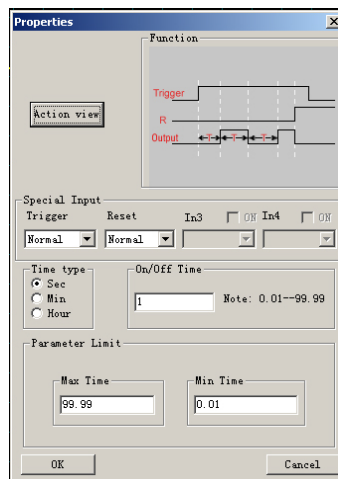 Properties
Function
Action view
Trigger
R
Output
T T T
Special Input
Trigger Reset In3 ON In4 ON
Normal Normal
Time type
Sec
Min
Hour
On/Off Time
1 Note: 0.01--99.99
Parameter Limit
Max Time Min Time
99.99 0.01
OK Cancel